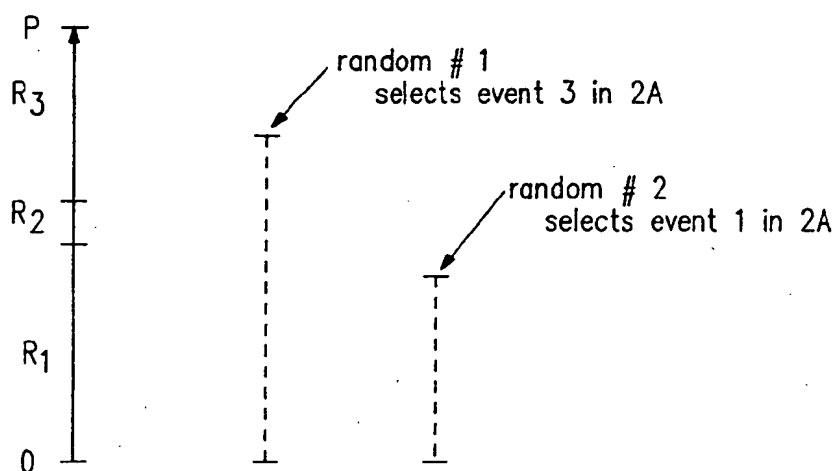 P
random # 1
selects event 3 in 2A
R3
random # 2
selects event 1 in 2A
R2
R1
0